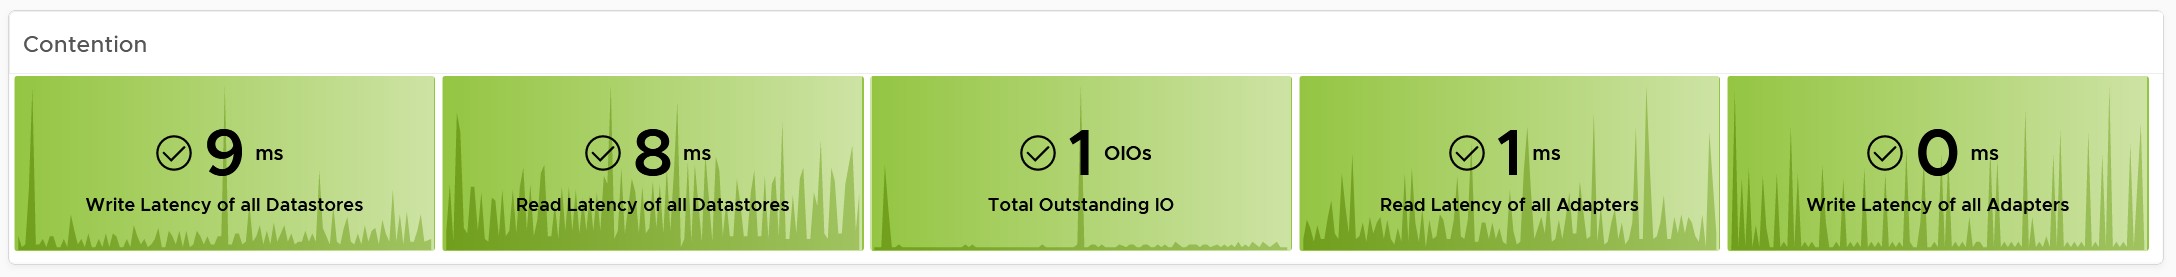 Contention
9 ms
Write Latency of all Datastores
8 ms
Read Latency of all Datastores
1 OIOs
Total Outstanding IO
1 ms
Read Latency of all Adapters
0 ms
Write Latency of all Adapters